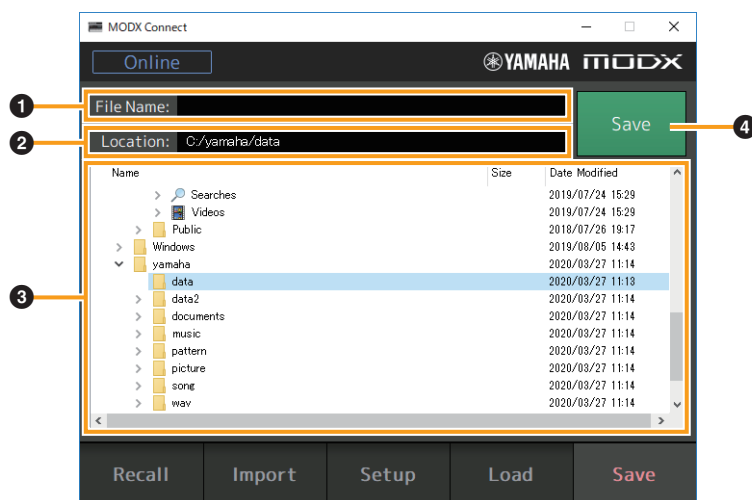 MODX Connect
Online
YAMAHA MODX
1 File Name:
Save 4
2 Location: C:/yamaha/data
Name Size Date Modified
Searches 2019/07/24 15:29
Videos 2019/07/24 15:29
Public 2018/07/26 19:17
Windows 2019/08/05 14:43
yamaha 2020/03/27 11:14
3 data 2020/03/27 11:13
data2 2020/03/27 11:14
documents 2020/03/27 11:14
music 2020/03/27 11:14
pattern 2020/03/27 11:14
picture 2020/03/27 11:14
song 2020/03/27 11:14
wav 2020/03/27 11:14
Recall Import Setup Load Save